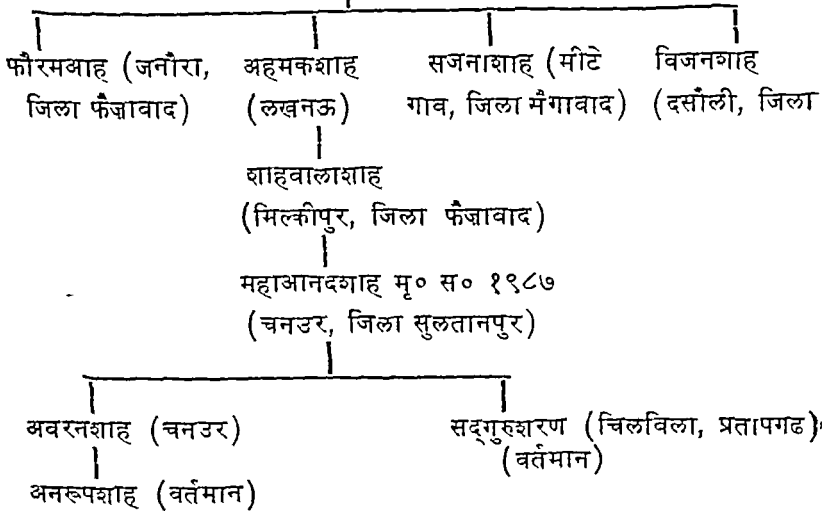 फौरमआह (जनौरा, अहमकशाह सजनाशाह (मीटे विजनशाह
जिला फैज़ावाद) (लखनऊ) गाव, जिला मैगावाद) (दसौली, जिला
शाहवालाशाह
(मिल्कीपुर, जिला फैज़ावाद)
महाआनदशाह मृ० स० १९८७
(चनउर, जिला सुलतानपुर)
अवरनशाह (चनउर) सद्गुरुशरण (चिलविला, प्रतापगढ)
(वर्तमान)
अनरूपशाह (वर्तमान)